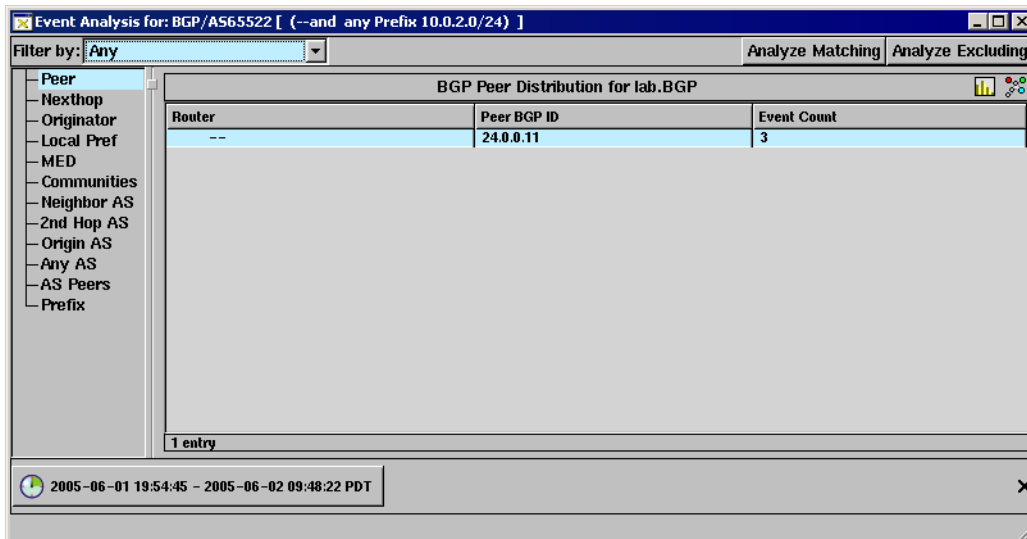 Event Analysis for: BGP/AS65522 [ (--and any Prefix 10.0.2.0/24) ]
Filter by: Any Analyze Matching Analyze Excluding
Peer
Nexthop
Originator
Local Pref
MED
Communities
Neighbor AS
2nd Hop AS
Origin AS
Any AS
AS Peers
Prefix
BGP Peer Distribution for lab.BGP
Router Peer BGP ID Event Count
-- 24.0.0.11 3
1 entry
2005-06-01 19:54:45 - 2005-06-02 09:48:22 PDT